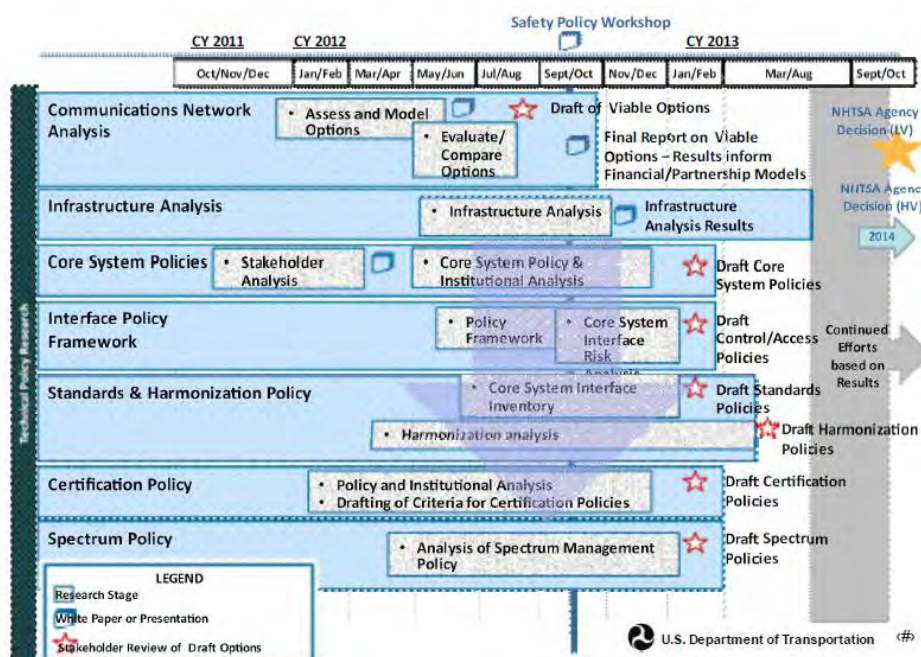 Safety Policy Workshop
CY 2011
CY 2012
CY 2013
Oct/Nov/Dec
Jan/Feb
Mar/Apr
May/Jun
Jul/Aug
Sept/Oct
Nov/Dec
Jan/Feb
Mar/Aug
Sept/Oct
Technical Policy Research
Communications Network
Analysis
• Assess and Model
Options
• Evaluate/
Compare
Options
Draft of Viable Options
Final Report on Viable
Options – Results inform
Financial/Partnership Models
NHTSA Agency
Decision (LV)
Infrastructure Analysis
• Infrastructure Analysis
Infrastructure
Analysis Results
NHTSA Agency
Decision (HV)
2014
Core System Policies
• Stakeholder
Analysis
• Core System Policy &
Institutional Analysis
Draft Core
System Policies
Interface Policy
Framework
• Policy
Framework
• Core System
Interface
Risk
Analysis
Draft
Control/Access
Policies
Continued
Efforts
based on
Results
Standards & Harmonization Policy
• Core System Interface
Inventory
Draft Standards
Policies
• Harmonization analysis
Draft Harmonization
Policies
Certification Policy
• Policy and Institutional Analysis
• Drafting of Criteria for Certification Policies
Draft Certification
Policies
Spectrum Policy
• Analysis of Spectrum Management
Policy
Draft Spectrum
Policies
LEGEND
Research Stage
White Paper or Presentation
Stakeholder Review of Draft Options
U.S. Department of Transportation
‹#›